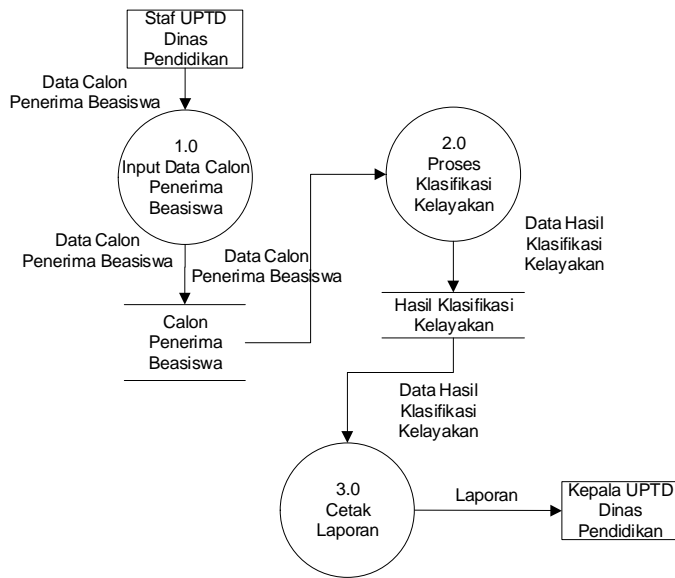 Staf UPTD
Dinas
Pendidikan
Data Calon
Penerima Beasiswa
1.0
Input Data Calon
Penerima
Beasiswa
2.0
Proses
Klasifikasi
Kelayakan
Data Calon
Penerima Beasiswa
Data Calon
Penerima Beasiswa
Data Hasil
Klasifikasi
Kelayakan
Calon
Penerima
Beasiswa
Hasil Klasifikasi
Kelayakan
Data Hasil
Klasifikasi
Kelayakan
3.0
Cetak
Laporan
Laporan
Kepala UPTD
Dinas
Pendidikan